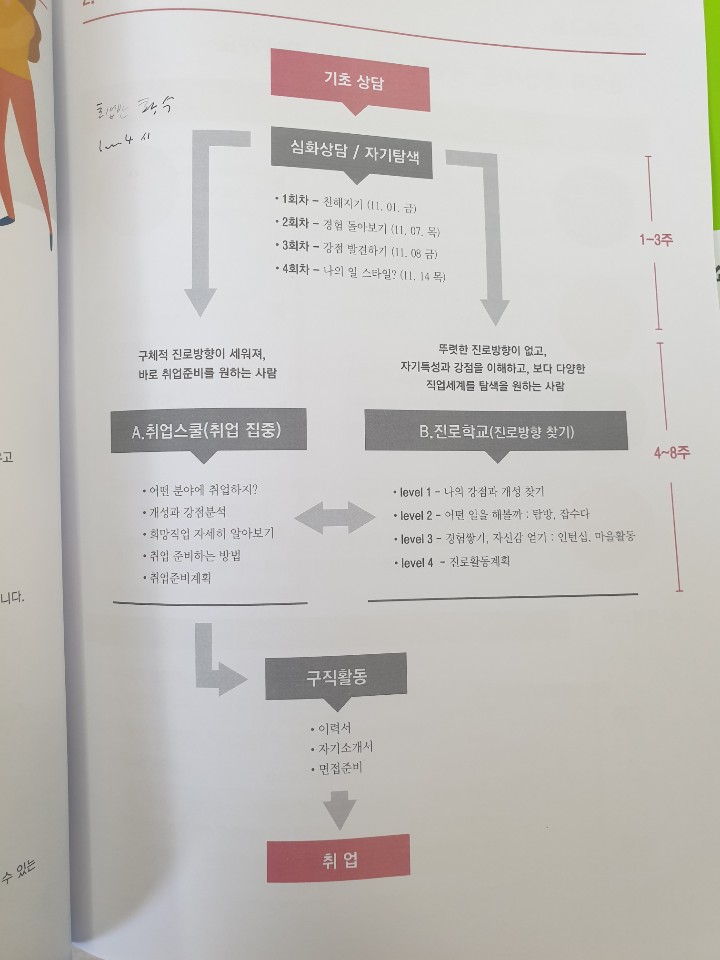 2.
기초 상담
심화상담 / 자기탐색
• 1회차 – 친해지기 (11. 01. 금)
• 2회차 – 경험 돌아보기 (11. 07. 목)
• 3회차 – 강점 발견하기 (11. 08 금)
• 4회차 – 나의 일 스타일? (11. 14 목)
1~3주
구체적 진로방향이 세워져,
바로 취업준비를 원하는 사람
뚜렷한 진로방향이 없고,
자기특성과 강점을 이해하고, 보다 다양한
직업세계를 탐색을 원하는 사람
A.취업스쿨(취업 집중)
• 어떤 분야에 취업하지?
• 개성과 강점분석
• 희망직업 자세히 알아보기
• 취업 준비하는 방법
• 취업준비계획
B.진로학교(진로방향 찾기)
• level 1 – 나의 강점과 개성 찾기
• level 2 – 어떤 일을 해볼까 : 탐방, 잡수다
• level 3 – 경험쌓기, 자신감 얻기 : 인턴십, 마을활동
• level 4 – 진로활동계획
4~8주
구직활동
• 이력서
• 자기소개서
• 면접준비
취 업
니다.
수 있는